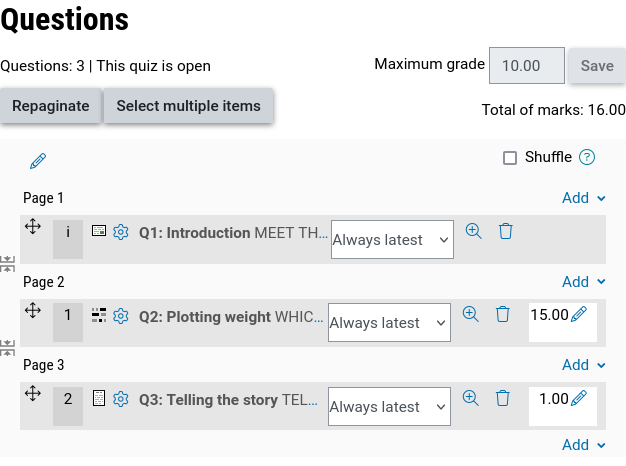 Questions
Questions: 3 | This quiz is open
Maximum grade 10.00 Save
Repaginate Select multiple items
Total of marks: 16.00
Shuffle ?
Page 1 Add
i Q1: Introduction MEET TH... Always latest
Page 2 Add
1 Q2: Plotting weight WHIC... Always latest 15.00
Page 3 Add
2 Q3: Telling the story TEL... Always latest 1.00
Add